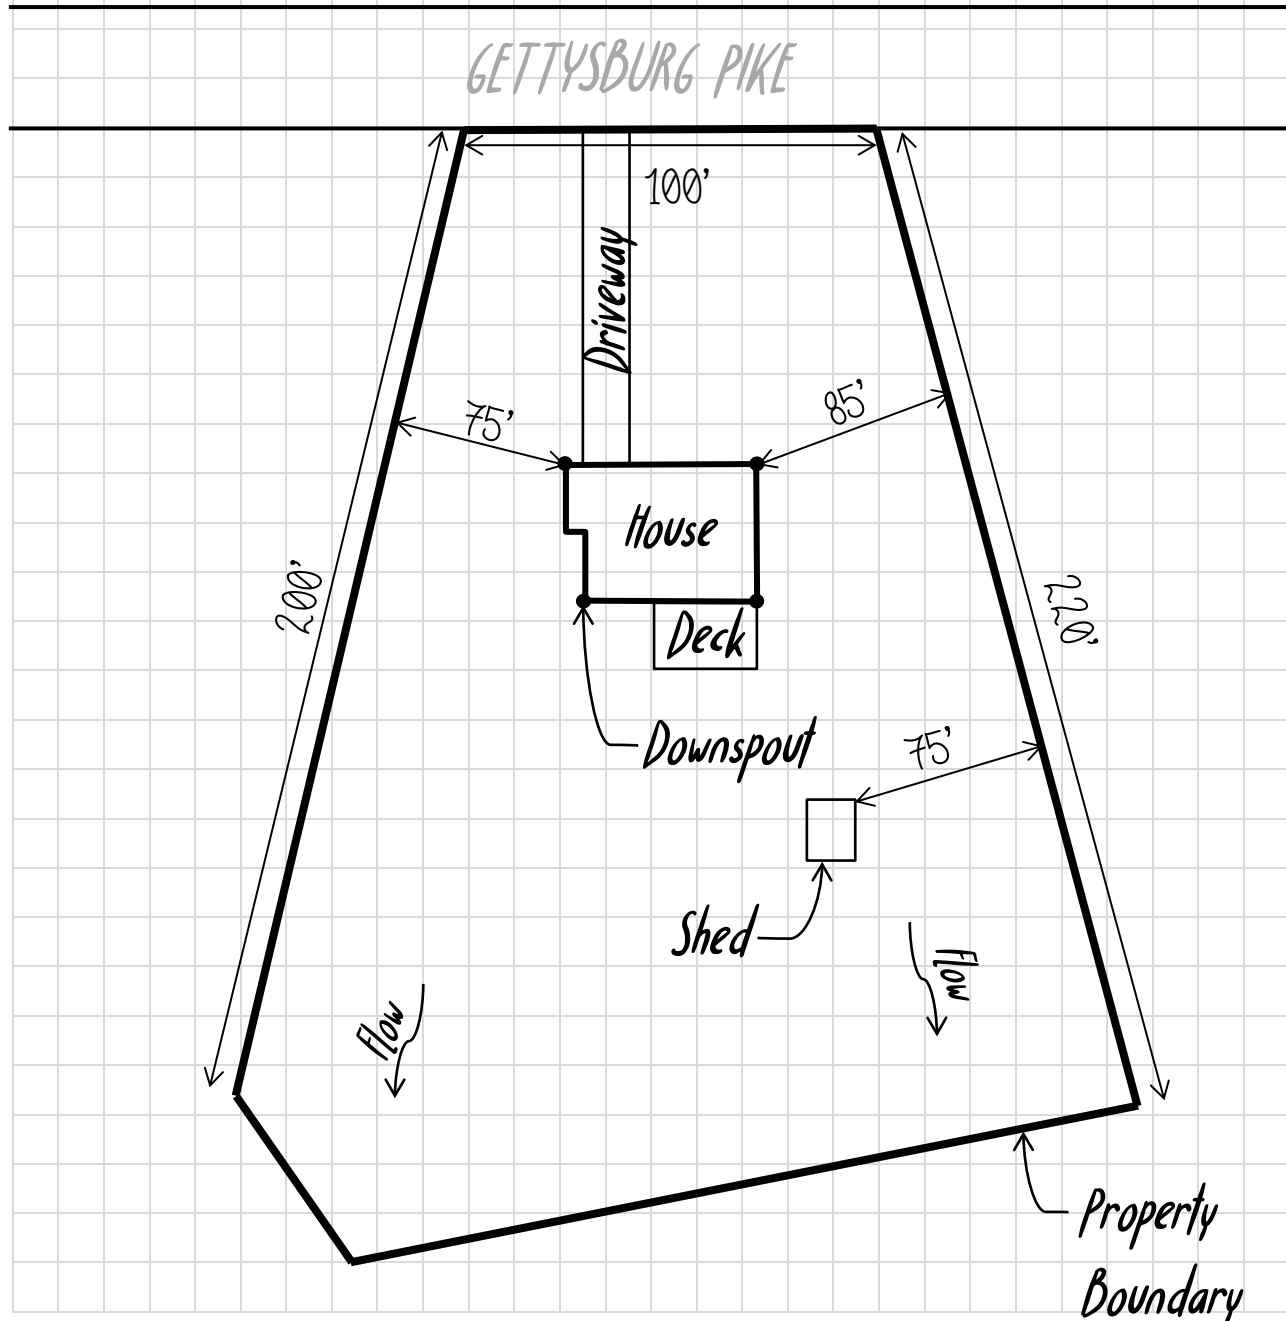 GETTYSBURG PIKE
100'
Driveway
75'
85'
House
200'
220'
Deck
Downspout
75'
Shed
Flow
Flow
Property
Boundary